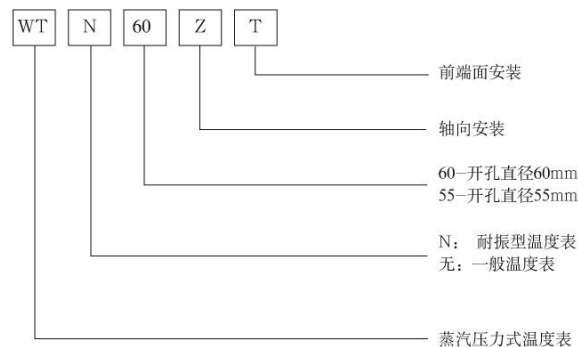 WT N 60 Z T
前端面安装
轴向安装
60-开孔直径60mm
55-开孔直径55mm
N： 耐振型温度表
无：一般温度表
蒸汽压力式温度表